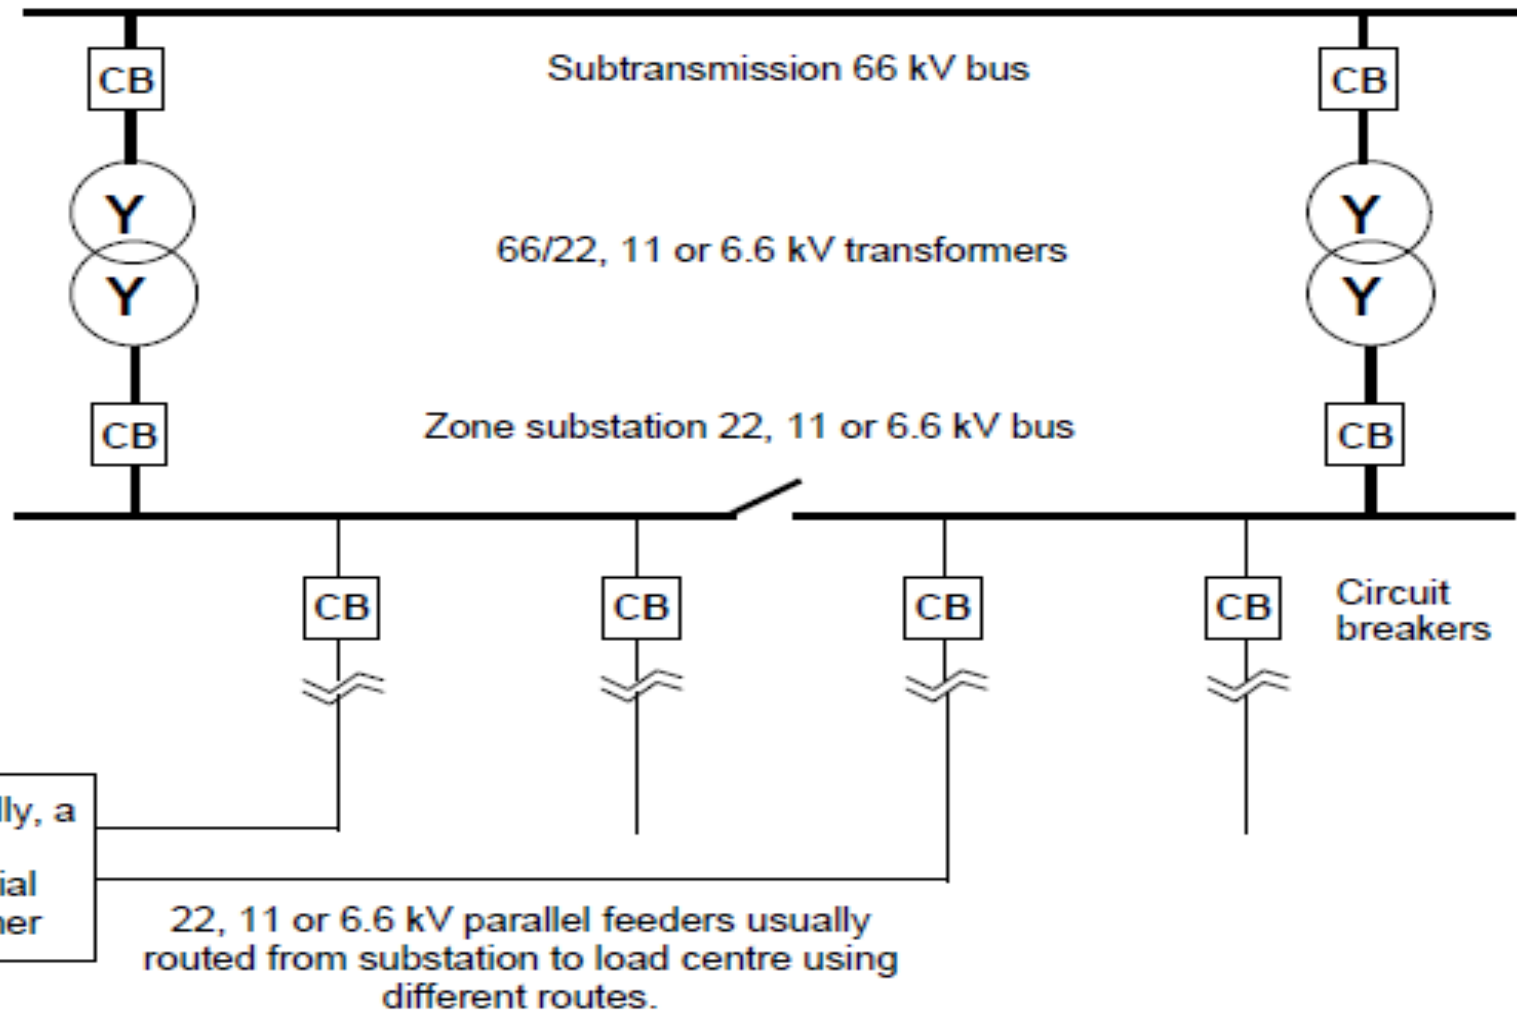 CB
Subtransmission 66 kV bus
CB
Y
Y
66/22, 11 or 6.6 kV transformers
Y
Y
CB
Zone substation 22, 11 or 6.6 kV bus
CB
CB
CB
CB
CB
Circuit
breakers
lly, a
ial
ner
22, 11 or 6.6 kV parallel feeders usually
routed from substation to load centre using
different routes.